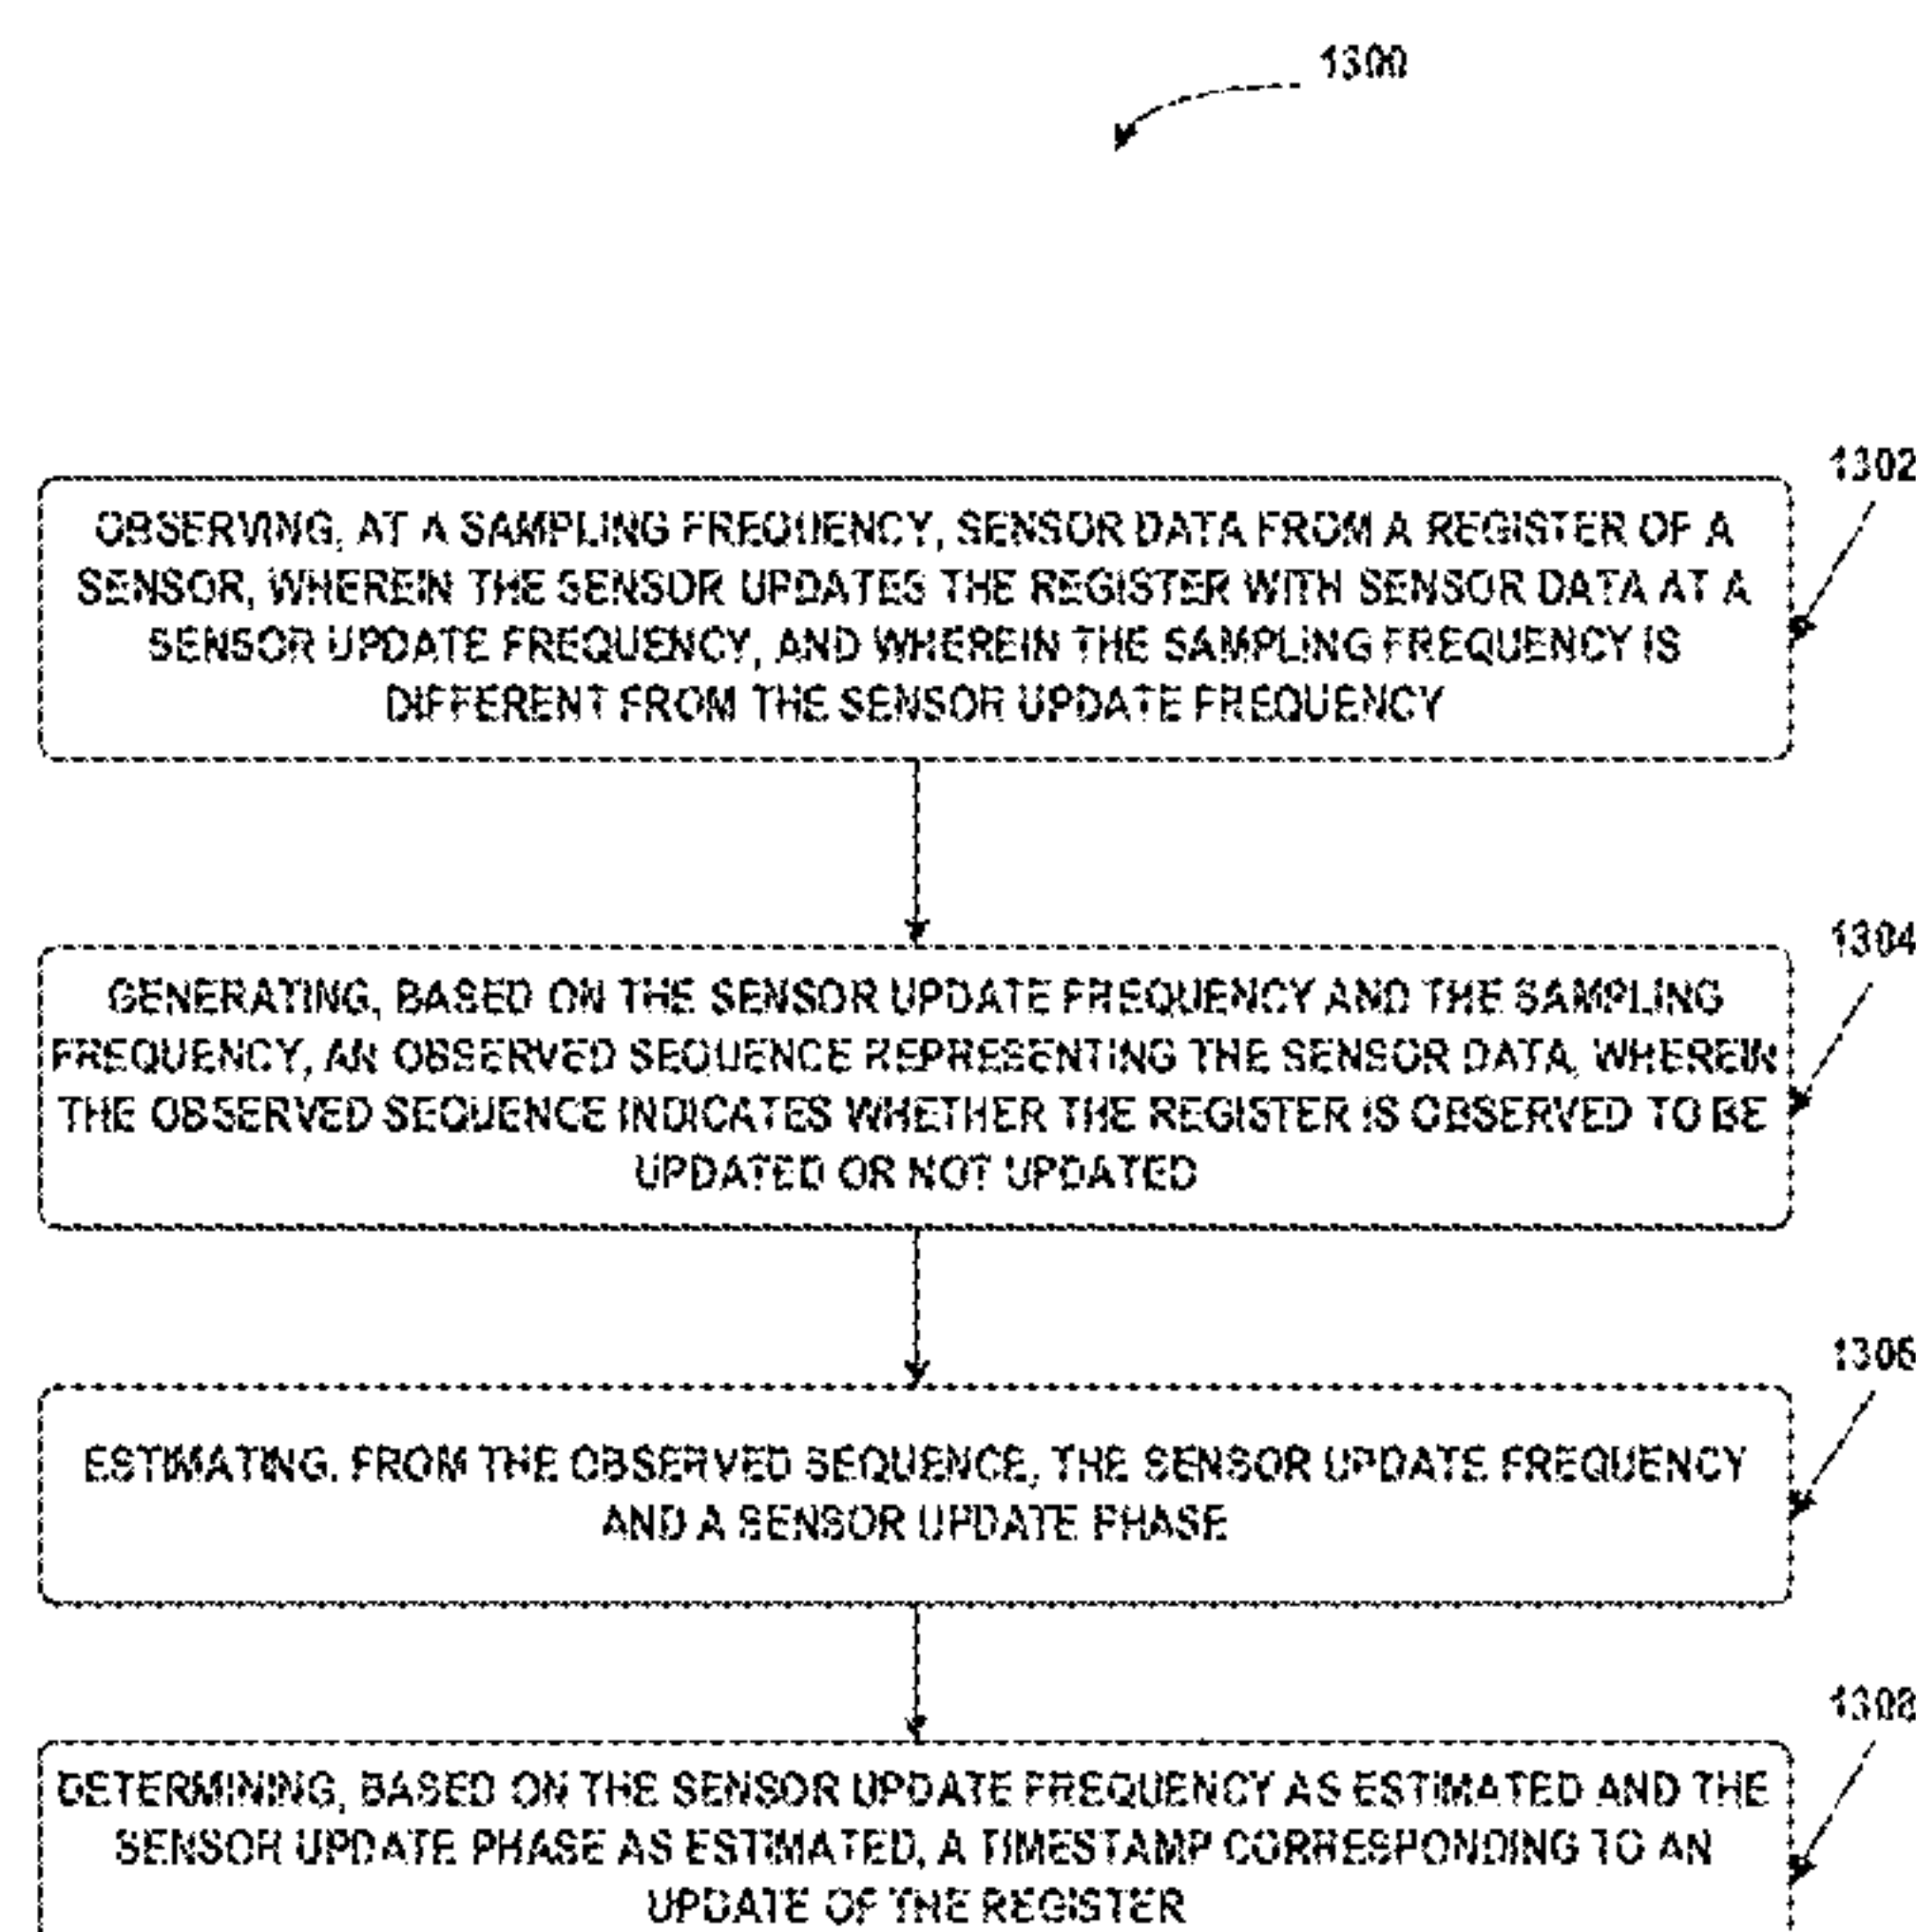 1300
1302
OBSERVING, AT A SAMPLING FREQUENCY, SENSOR DATA FROM A REGISTER OF A
SENSOR, WHEREIN THE SENSOR UPDATES THE REGISTER WITH SENSOR DATA AT A
SENSOR UPDATE FREQUENCY, AND WHEREIN THE SAMPLING FREQUENCY IS
DIFFERENT FROM THE SENSOR UPDATE FREQUENCY
1304
GENERATING, BASED ON THE SENSOR UPDATE FREQUENCY AND THE SAMPLING
FREQUENCY, AN OBSERVED SEQUENCE REPRESENTING THE SENSOR DATA, WHEREIN
THE OBSERVED SEQUENCE INDICATES WHETHER THE REGISTER IS OBSERVED TO BE
UPDATED OR NOT UPDATED
1306
ESTIMATING, FROM THE OBSERVED SEQUENCE, THE SENSOR UPDATE FREQUENCY
AND A SENSOR UPDATE PHASE
1308
DETERMINING, BASED ON THE SENSOR UPDATE FREQUENCY AS ESTIMATED AND THE
SENSOR UPDATE PHASE AS ESTIMATED, A TIMESTAMP CORRESPONDING TO AN
UPDATE OF THE REGISTER